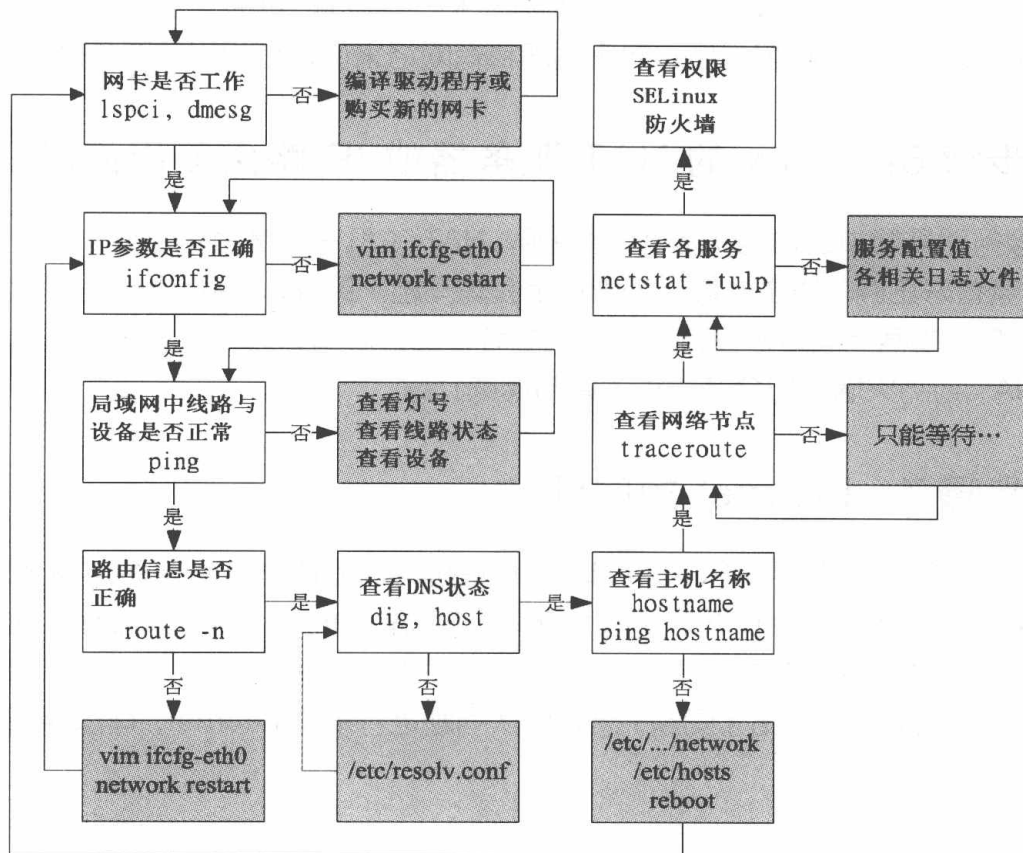 网卡是否工作
lspci, dmesg
否
编译驱动程序或
购买新的网卡
是
IP参数是否正确
ifconfig
否
vim ifcfg-eth0
network restart
是
局域网中线路与
设备是否正常
ping
否
查看灯号
查看线路状态
查看设备
是
路由信息是否
正确
route -n
否
vim ifcfg-eth0
network restart
是
查看DNS状态
dig, host
否
/etc/resolv.conf
是
查看主机名称
hostname
ping hostname
否
/etc/.../network
/etc/hosts
reboot
是
查看网络节点
traceroute
否
只能等待…
是
查看各服务
netstat -tulp
否
服务配置值
各相关日志文件
是
查看权限
SELinux
防火墙